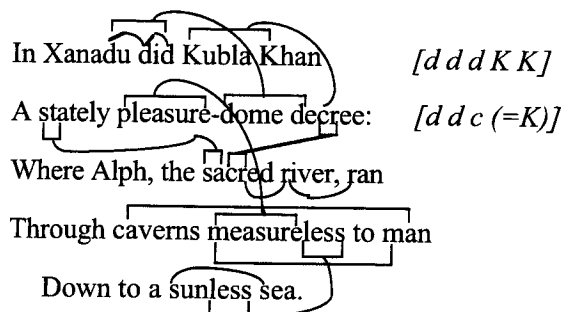 In Xanadu did Kubla Khan [d d d K K]
A stately pleasure-dome decree: [d d c (=K)]
Where Alph, the sacred river, ran
Through caverns measureless to man
Down to a sunless sea.